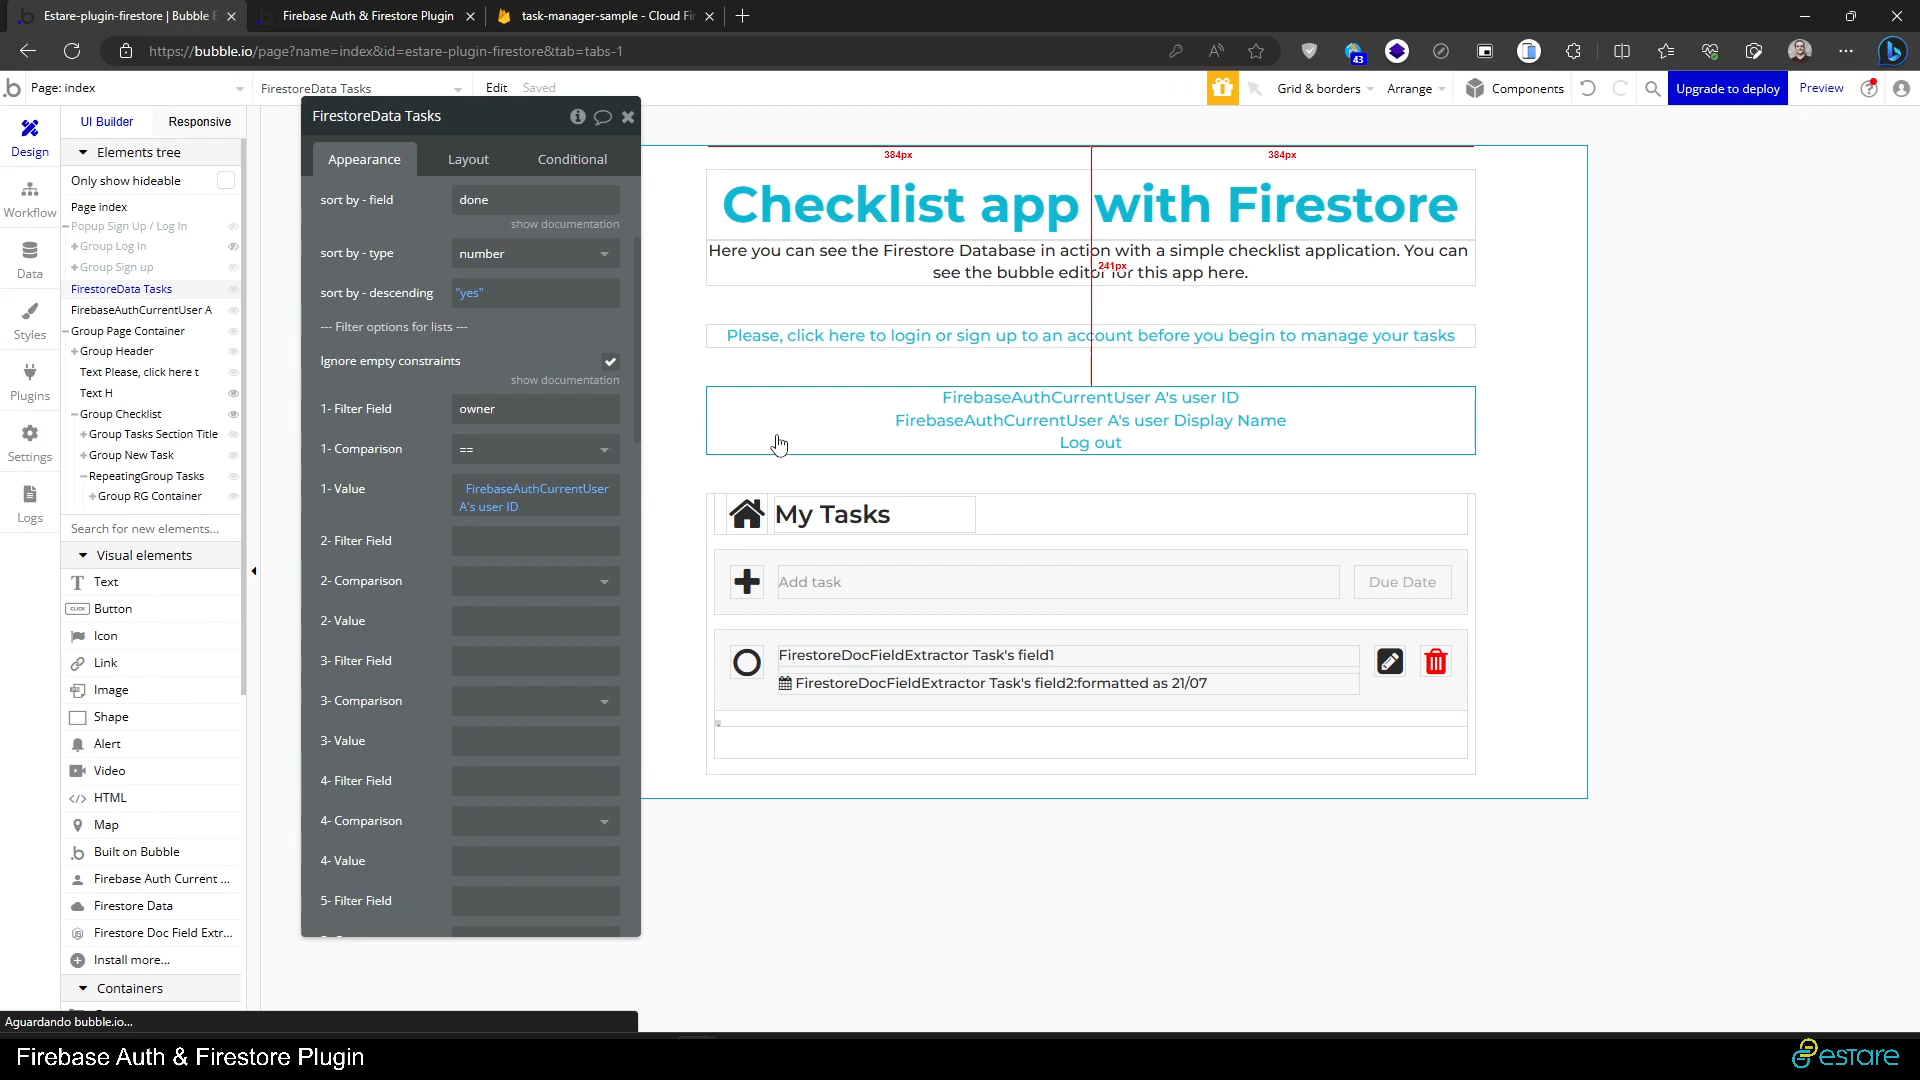 Estare-plugin-firestore | Bubble E
Firebase Auth & Firestore Plugin
task-manager-sample - Cloud Fir
https://bubble.io/page?name=index&id=estare-plugin-firestore&tab=tabs-1
43
Page: index
FirestoreData Tasks
Edit
Saved
Grid & borders
Arrange
Components
Upgrade to deploy
Preview
Design
Workflow
Data
Styles
Plugins
Settings
Logs
UI Builder
Responsive
Elements tree
Only show hideable
Page index
Popup Sign Up / Log In
Group Log In
Group Sign up
FirestoreData Tasks
FirebaseAuthCurrentUser A
Group Page Container
Group Header
Text Please, click here t
Text H
Group Checklist
Group Tasks Section Title
Group New Task
RepeatingGroup Tasks
Group RG Container
Search for new elements...
Visual elements
Text
CLICK Button
Icon
Link
Image
Shape
Alert
Video
HTML
Map
Built on Bubble
Firebase Auth Current ...
Firestore Data
Firestore Doc Field Extr...
Install more...
Containers
FirestoreData Tasks
Appearance
Layout
Conditional
sort by - field
done
show documentation
sort by - type
number
sort by - descending
"yes"
--- Filter options for lists ---
Ignore empty constraints
show documentation
1- Filter Field
owner
1- Comparison
==
1- Value
FirebaseAuthCurrentUser
A's user ID
2- Filter Field
2- Comparison
2- Value
3- Filter Field
3- Comparison
3- Value
4- Filter Field
4- Comparison
4- Value
5- Filter Field
384px
384px
Checklist app with Firestore
Here you can see the Firestore Database in action with a simple checklist application. You can
see the bubble editor for this app here.
241px
Please, click here to login or sign up to an account before you begin to manage your tasks
FirebaseAuthCurrentUser A's user ID
FirebaseAuthCurrentUser A's user Display Name
Log out
My Tasks
Add task
Due Date
FirestoreDocFieldExtractor Task's field1
FirestoreDocFieldExtractor Task's field2:formatted as 21/07
Aguardando bubble.io...
Firebase Auth & Firestore Plugin
estare